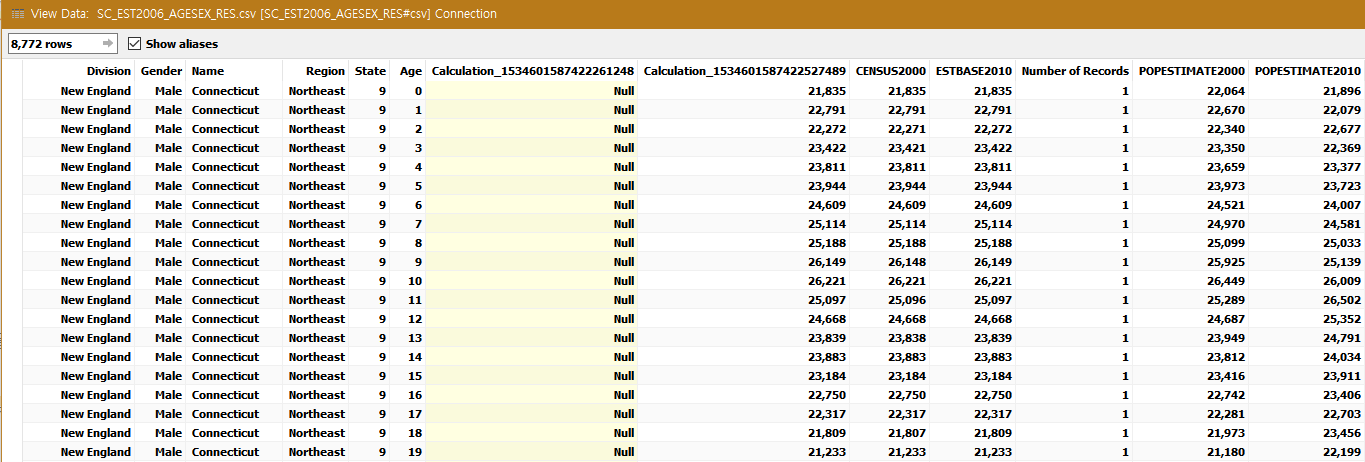 View Data: SC_EST2006_AGESEX_RES.csv [SC_EST2006_AGESEX_RES#csv] Connection
8,772 rows Show aliases
Division Gender Name Region State Age Calculation_1534601587422261248 Calculation_1534601587422527489 CENSUS2000 ESTBASE2010 Number of Records POPESTIMATE2000 POPESTIMATE2010
New England Male Connecticut Northeast 9 0 Null 21,835 21,835 21,835 1 22,064 21,896
New England Male Connecticut Northeast 9 1 Null 22,791 22,791 22,791 1 22,670 22,079
New England Male Connecticut Northeast 9 2 Null 22,272 22,271 22,272 1 22,340 22,677
New England Male Connecticut Northeast 9 3 Null 23,422 23,421 23,422 1 23,350 22,369
New England Male Connecticut Northeast 9 4 Null 23,811 23,811 23,811 1 23,659 23,377
New England Male Connecticut Northeast 9 5 Null 23,944 23,944 23,944 1 23,973 23,723
New England Male Connecticut Northeast 9 6 Null 24,609 24,609 24,609 1 24,521 24,007
New England Male Connecticut Northeast 9 7 Null 25,114 25,114 25,114 1 24,970 24,581
New England Male Connecticut Northeast 9 8 Null 25,188 25,188 25,188 1 25,099 25,033
New England Male Connecticut Northeast 9 9 Null 26,149 26,148 26,149 1 25,925 25,139
New England Male Connecticut Northeast 9 10 Null 26,221 26,221 26,221 1 26,449 26,009
New England Male Connecticut Northeast 9 11 Null 25,097 25,096 25,097 1 25,289 26,502
New England Male Connecticut Northeast 9 12 Null 24,668 24,668 24,668 1 24,687 25,352
New England Male Connecticut Northeast 9 13 Null 23,839 23,838 23,839 1 23,949 24,791
New England Male Connecticut Northeast 9 14 Null 23,883 23,883 23,883 1 23,812 24,034
New England Male Connecticut Northeast 9 15 Null 23,184 23,184 23,184 1 23,416 23,911
New England Male Connecticut Northeast 9 16 Null 22,750 22,750 22,750 1 22,742 23,406
New England Male Connecticut Northeast 9 17 Null 22,317 22,317 22,317 1 22,281 22,703
New England Male Connecticut Northeast 9 18 Null 21,809 21,807 21,809 1 21,973 23,456
New England Male Connecticut Northeast 9 19 Null 21,233 21,233 21,233 1 21,180 22,199